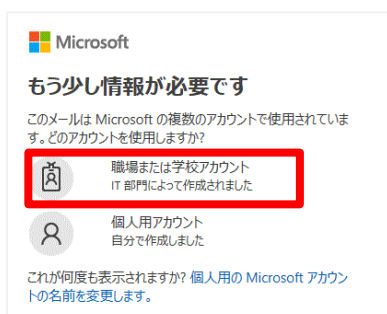 Microsoft
もう少し情報が必要です
このメールは Microsoft の複数のアカウントで使用されていま
す。どのアカウントを使用しますか?
職場または学校アカウント
IT 部門によって作成されました
個人用アカウント
自分で作成しました
これが何度も表示されますか? 個人用の Microsoft アカウン
トの名前を変更します。